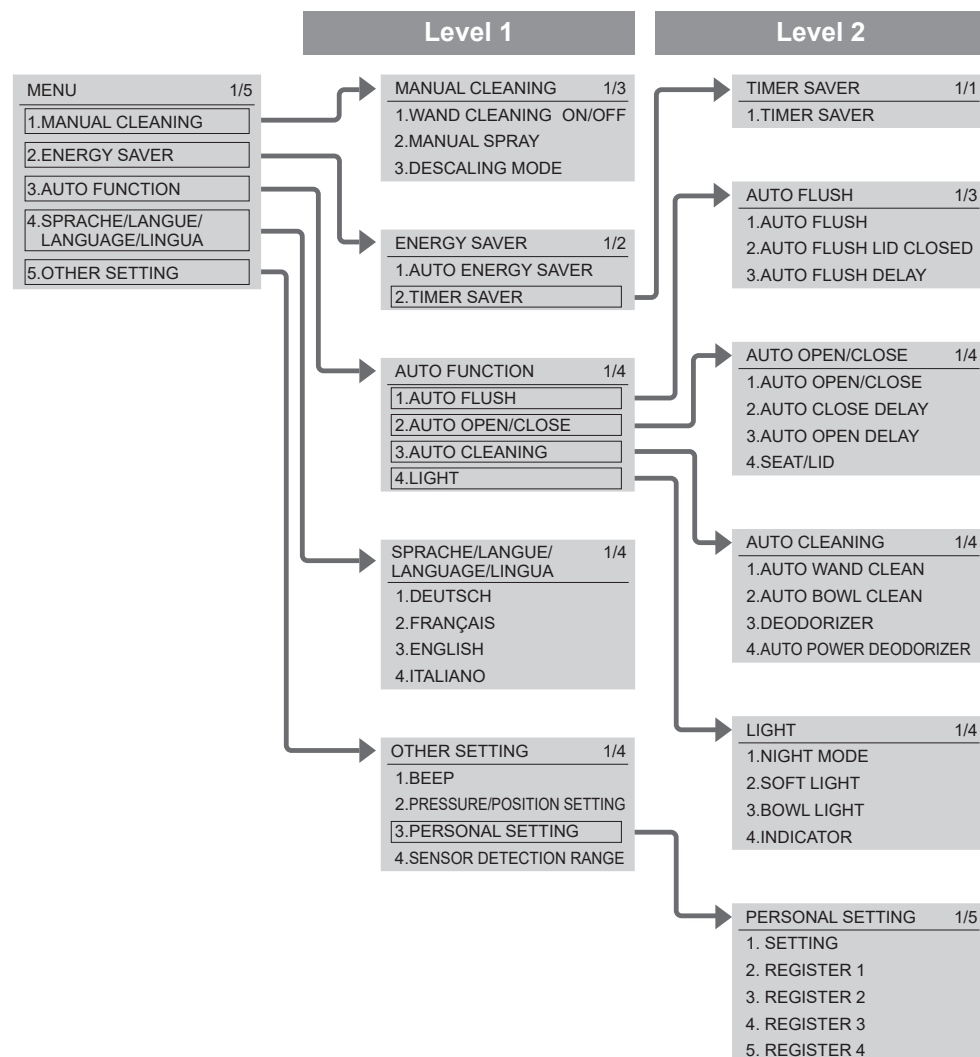 Level 1
Level 2
MENU 1/5
1.MANUAL CLEANING
2.ENERGY SAVER
3.AUTO FUNCTION
4.SPRACHE/LANGUE/
LANGUAGE/LINGUA
5.OTHER SETTING
MANUAL CLEANING 1/3
1.WAND CLEANING ON/OFF
2.MANUAL SPRAY
3.DESCALING MODE
ENERGY SAVER 1/2
1.AUTO ENERGY SAVER
2.TIMER SAVER
AUTO FUNCTION 1/4
1.AUTO FLUSH
2.AUTO OPEN/CLOSE
3.AUTO CLEANING
4.LIGHT
SPRACHE/LANGUE/ 1/4
LANGUAGE/LINGUA
1.DEUTSCH
2.FRANÇAIS
3.ENGLISH
4.ITALIANO
OTHER SETTING 1/4
1.BEEP
2.PRESSURE/POSITION SETTING
3.PERSONAL SETTING
4.SENSOR DETECTION RANGE
TIMER SAVER 1/1
1.TIMER SAVER
AUTO FLUSH 1/3
1.AUTO FLUSH
2.AUTO FLUSH LID CLOSED
3.AUTO FLUSH DELAY
AUTO OPEN/CLOSE 1/4
1.AUTO OPEN/CLOSE
2.AUTO CLOSE DELAY
3.AUTO OPEN DELAY
4.SEAT/LID
AUTO CLEANING 1/4
1.AUTO WAND CLEAN
2.AUTO BOWL CLEAN
3.DEODORIZER
4.AUTO POWER DEODORIZER
LIGHT 1/4
1.NIGHT MODE
2.SOFT LIGHT
3.BOWL LIGHT
4.INDICATOR
PERSONAL SETTING 1/5
1. SETTING
2. REGISTER 1
3. REGISTER 2
4. REGISTER 3
5. REGISTER 4